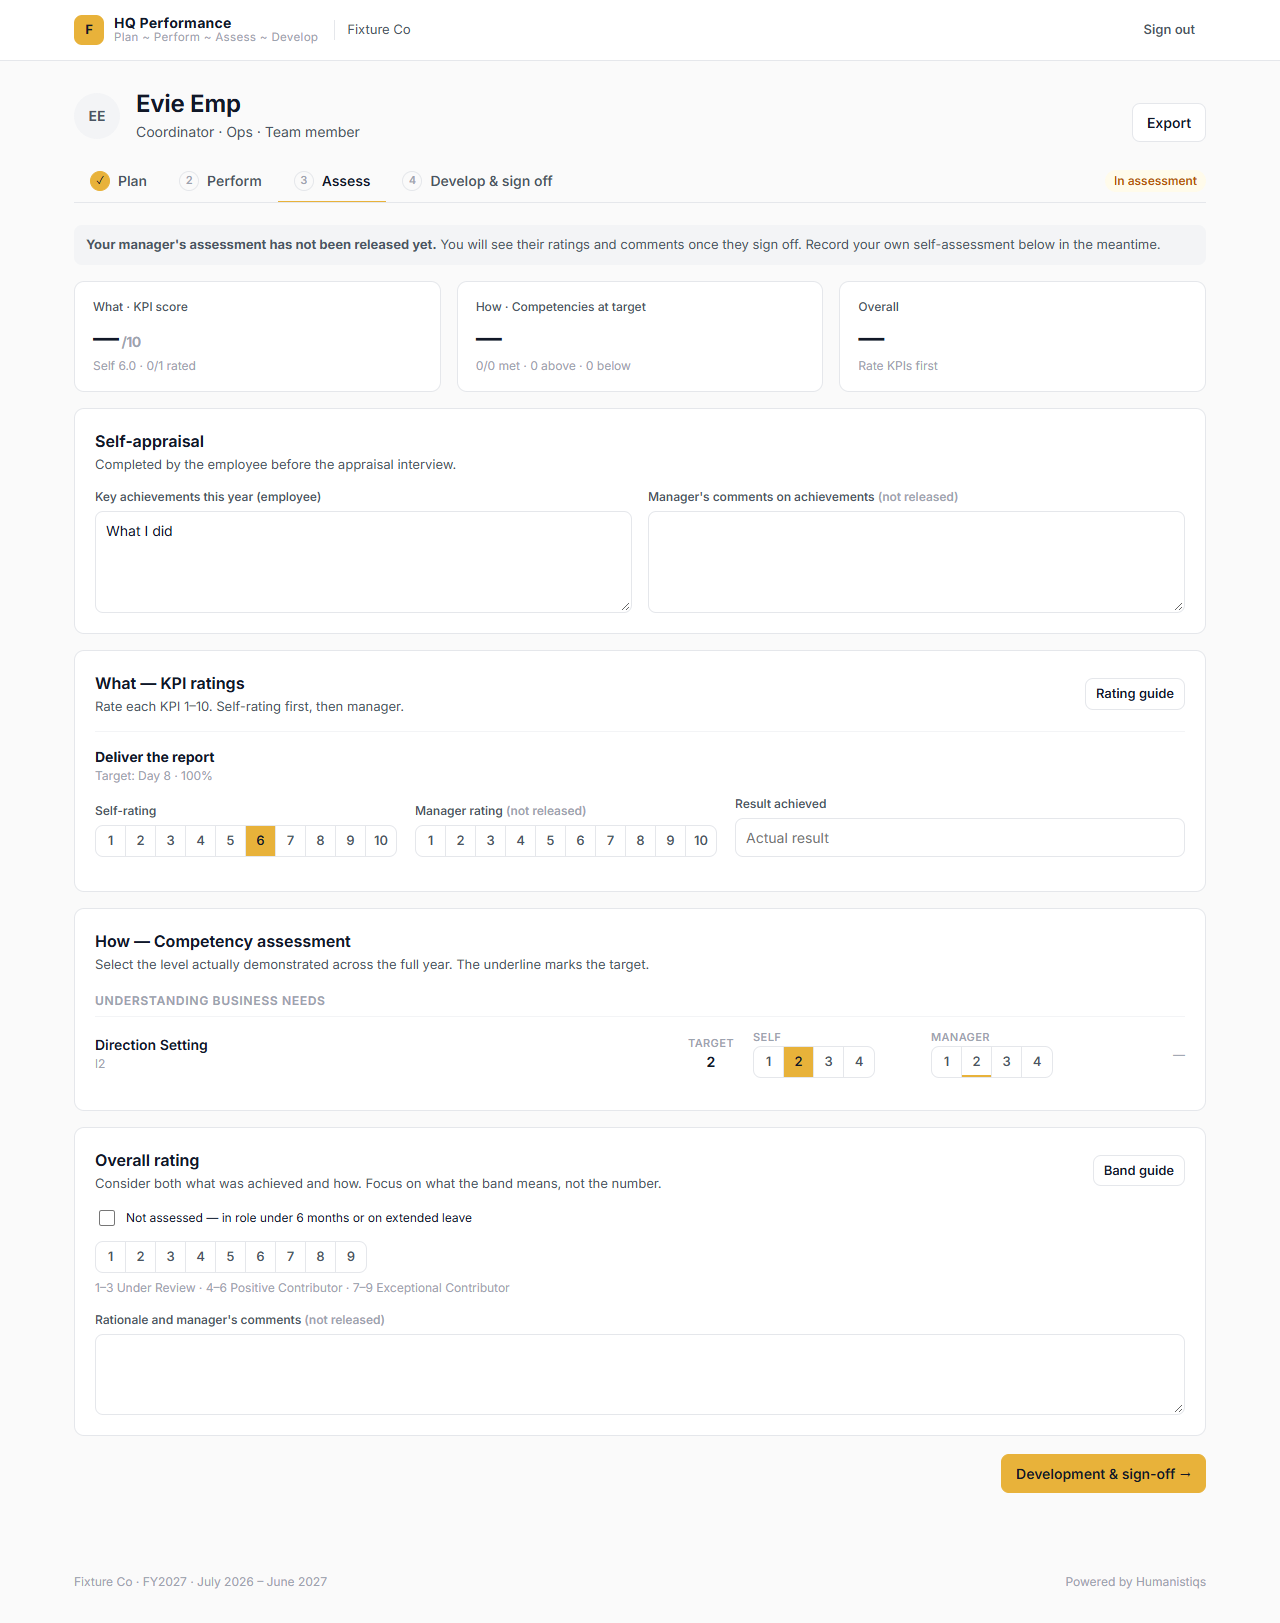 F
HQ Performance
Plan ~ Perform ~ Assess ~ Develop
Fixture Co
Sign out
EE
Evie Emp
Coordinator · Ops · Team member
Export
✓ Plan
2 Perform
3 Assess
4 Develop & sign off
In assessment
Your manager's assessment has not been released yet. You will see their ratings and comments once they sign off. Record your own self-assessment below in the meantime.
What · KPI score
— /10
Self 6.0 · 0/1 rated
How · Competencies at target
—
0/0 met · 0 above · 0 below
Overall
—
Rate KPIs first
Self-appraisal
Completed by the employee before the appraisal interview.
Key achievements this year (employee)
What I did
Manager's comments on achievements (not released)
What — KPI ratings
Rate each KPI 1–10. Self-rating first, then manager.
Rating guide
Deliver the report
Target: Day 8 · 100%
Self-rating
1 2 3 4 5 6 7 8 9 10
Manager rating (not released)
1 2 3 4 5 6 7 8 9 10
Result achieved
Actual result
How — Competency assessment
Select the level actually demonstrated across the full year. The underline marks the target.
UNDERSTANDING BUSINESS NEEDS
Direction Setting
I2
TARGET
2
SELF
1 2 3 4
MANAGER
1 2 3 4
—
Overall rating
Consider both what was achieved and how. Focus on what the band means, not the number.
Band guide
Not assessed — in role under 6 months or on extended leave
1 2 3 4 5 6 7 8 9
1–3 Under Review · 4–6 Positive Contributor · 7–9 Exceptional Contributor
Rationale and manager's comments (not released)
Development & sign-off →
Fixture Co · FY2027 · July 2026 – June 2027
Powered by Humanistiqs